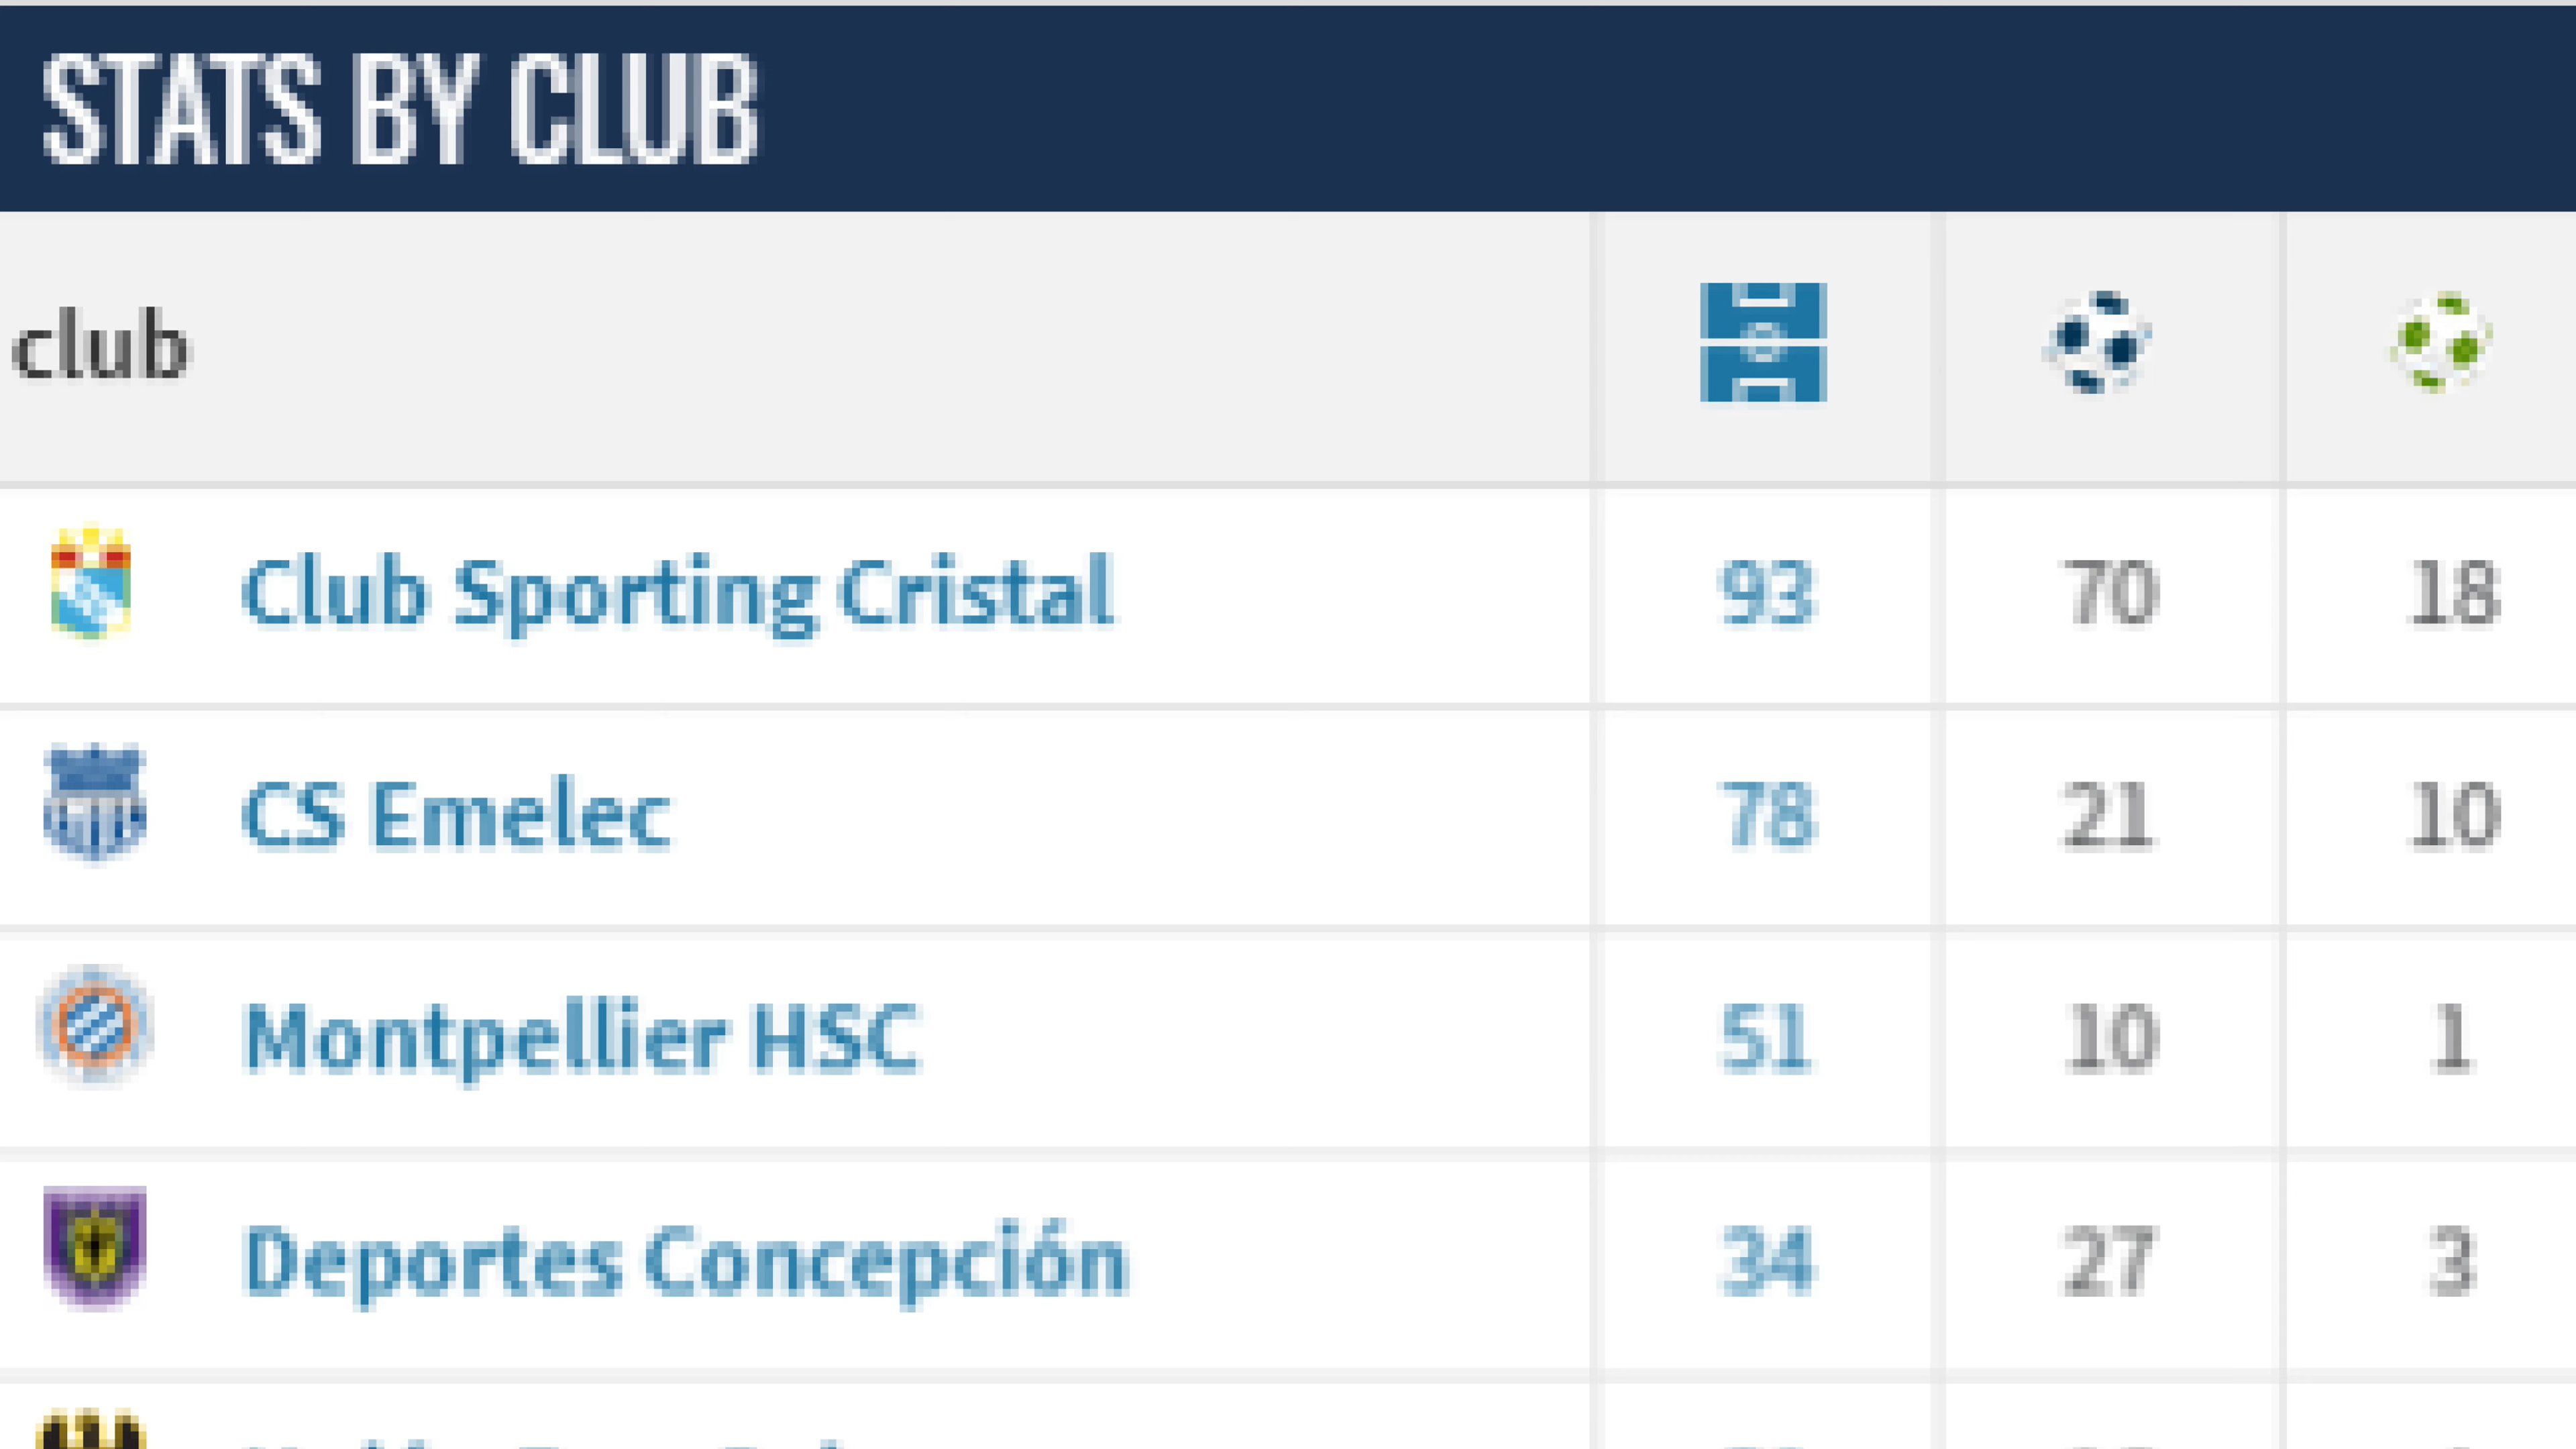 STATS BY CLUB
club
Club Sporting Cristal 93 70 18
CS Emelec 78 21 10
Montpellier HSC 51 10 1
Deportes Concepción 34 27 3